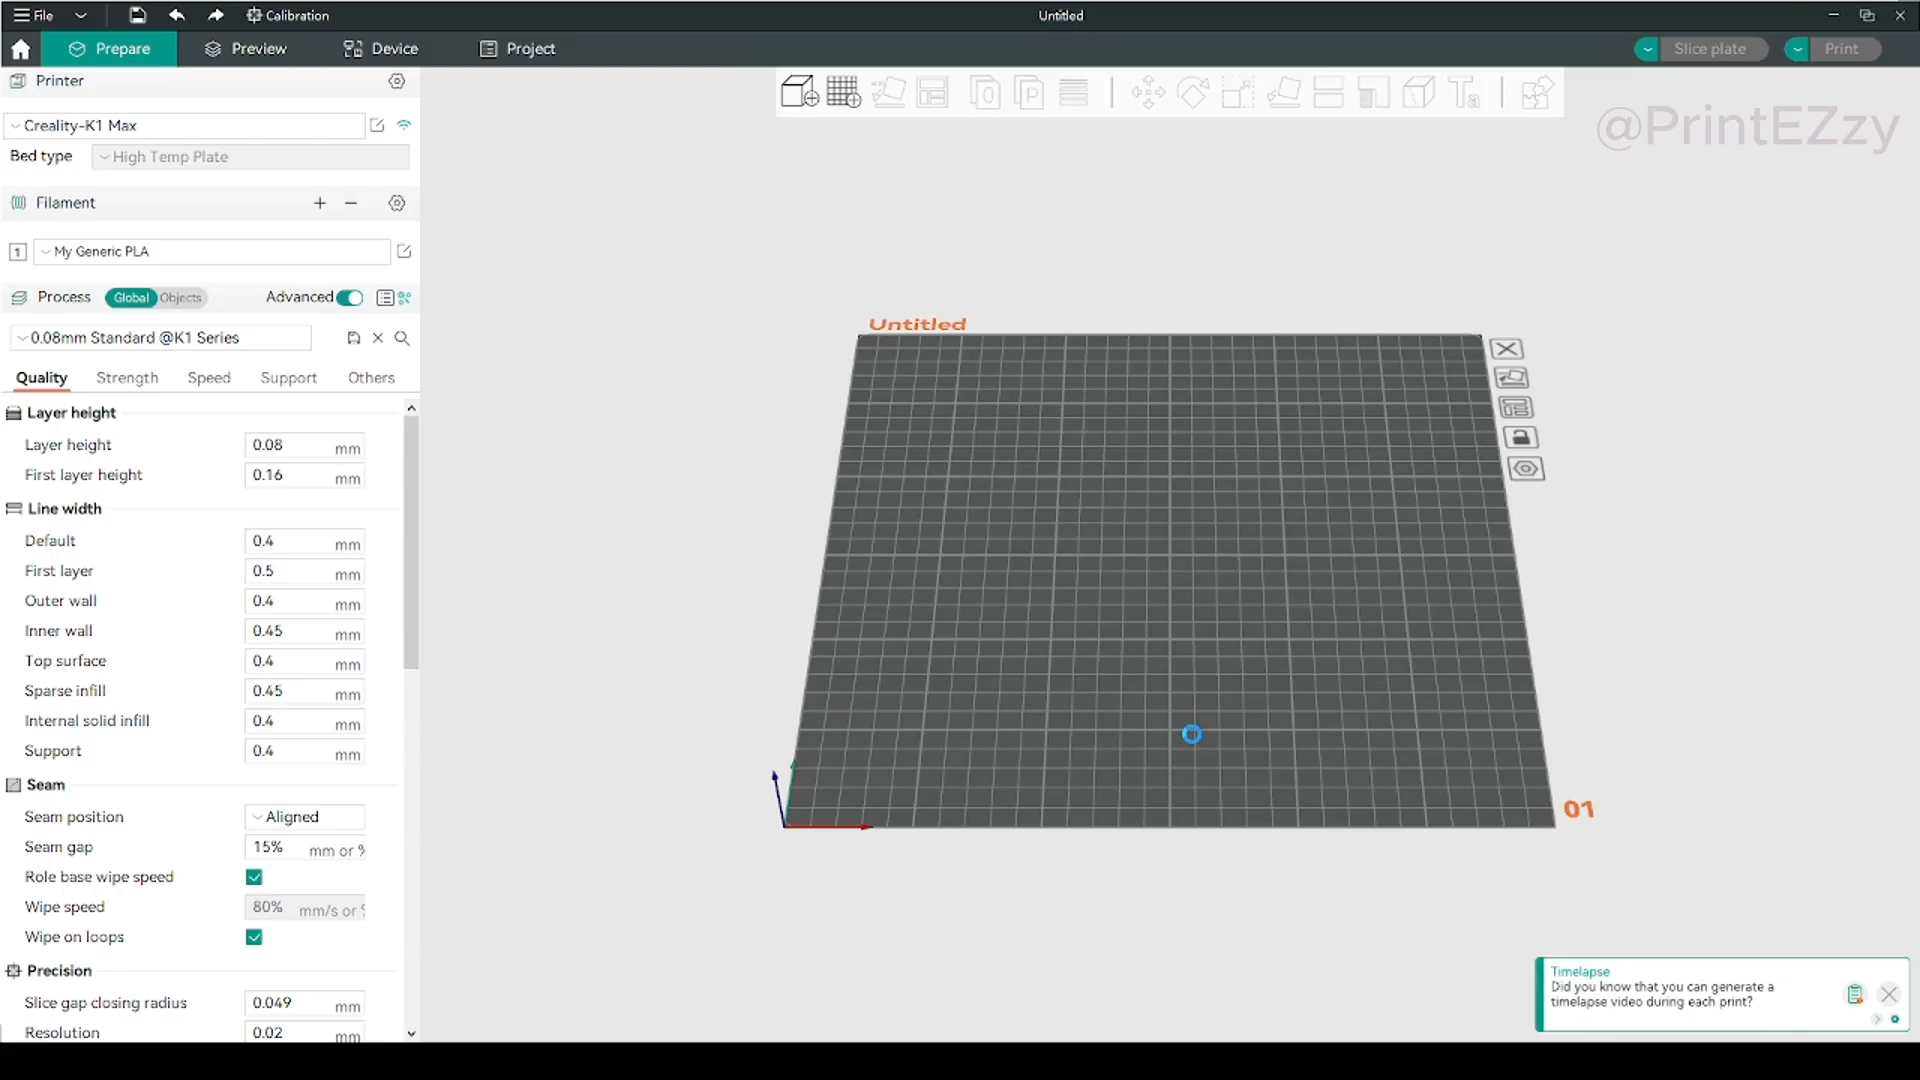 File
Calibration
Untitled
Prepare
Preview
Device
Project
Slice plate
Print
Printer
@PrintEZzy
Creality-K1 Max
Bed type
High Temp Plate
Filament
1
My Generic PLA
Process
Global
Objects
Advanced
0.08mm Standard @K1 Series
Quality
Strength
Speed
Support
Others
Layer height
Layer height 0.08 mm
First layer height 0.16 mm
Line width
Default 0.4 mm
First layer 0.5 mm
Outer wall 0.4 mm
Inner wall 0.45 mm
Top surface 0.4 mm
Sparse infill 0.45 mm
Internal solid infill 0.4 mm
Support 0.4 mm
Seam
Seam position Aligned
Seam gap 15% mm or %
Role base wipe speed
Wipe speed 80% mm/s or %
Wipe on loops
Precision
Slice gap closing radius 0.049 mm
Resolution 0.02 mm
Untitled
01
Timelapse
Did you know that you can generate a
timelapse video during each print?